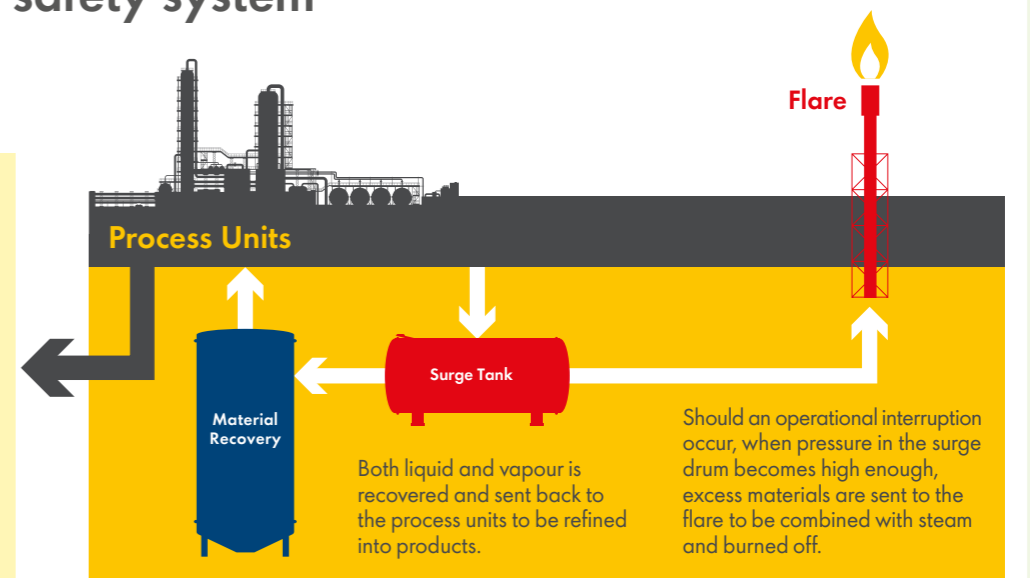 safety system
Flare
Process Units
Surge Tank
Material
Recovery
Both liquid and vapour is
recovered and sent back to
the process units to be refined
into products.
Should an operational interruption
occur, when pressure in the surge
drum becomes high enough,
excess materials are sent to the
flare to be combined with steam
and burned off.